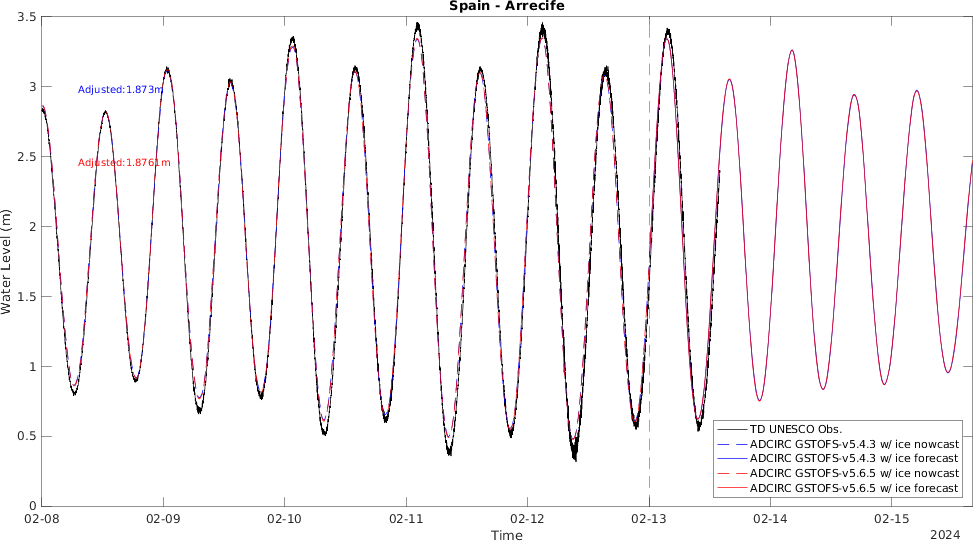 Spain - Arrecife
3.5
3
2.5
2
1.5
1
0.5
0
Water Level (m)
Adjusted:1.873m
Adjusted:1.8761m
TD UNESCO Obs.
ADCIRC GSTOFS-v5.4.3 w/ ice nowcast
ADCIRC GSTOFS-v5.4.3 w/ ice forecast
ADCIRC GSTOFS-v5.6.5 w/ ice nowcast
ADCIRC GSTOFS-v5.6.5 w/ ice forecast
02-08 02-09 02-10 02-11 02-12 02-13 02-14 02-15
Time
2024